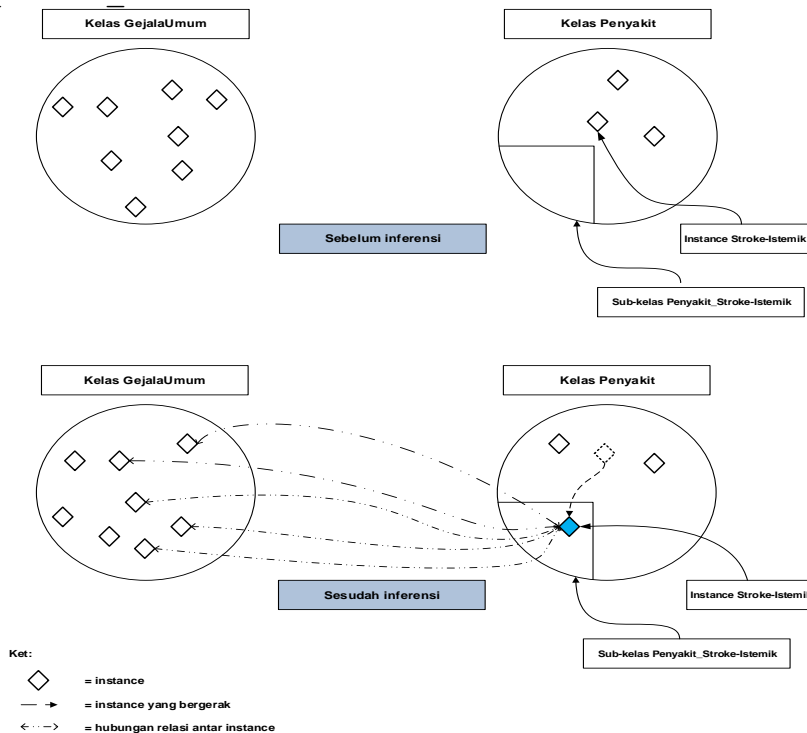 Kelas GejalaUmum
Kelas Penyakit
Sebelum inferensi
Instance Stroke-Istemik
Sub-kelas Penyakit_Stroke-Istemik
Kelas GejalaUmum
Kelas Penyakit
Sesudah inferensi
Instance Stroke-Istemik
Sub-kelas Penyakit_Stroke-Istemik
Ket:
= instance
= instance yang bergerak
= hubungan relasi antar instance